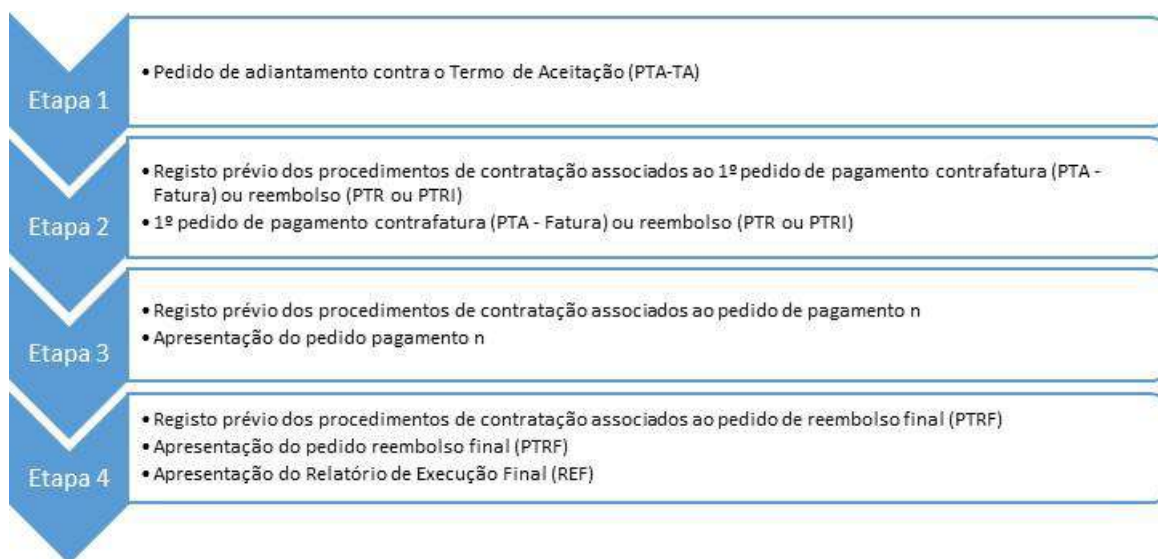 Etapa 1
• Pedido de adiantamento contra o Termo de Aceitação (PTA-TA)
Etapa 2
• Registo prévio dos procedimentos de contratação associados ao 1º pedido de pagamento contrafatura (PTA -
Fatura) ou reembolso (PTR ou PTRI)
• 1º pedido de pagamento contrafatura (PTA - Fatura) ou reembolso (PTR ou PTRI)
Etapa 3
• Registo prévio dos procedimentos de contratação associados ao pedido de pagamento n
• Apresentação do pedido pagamento n
Etapa 4
• Registo prévio dos procedimentos de contratação associados ao pedido de reembolso final (PTRF)
• Apresentação do pedido reembolso final (PTRF)
• Apresentação do Relatório de Execução Final (REF)